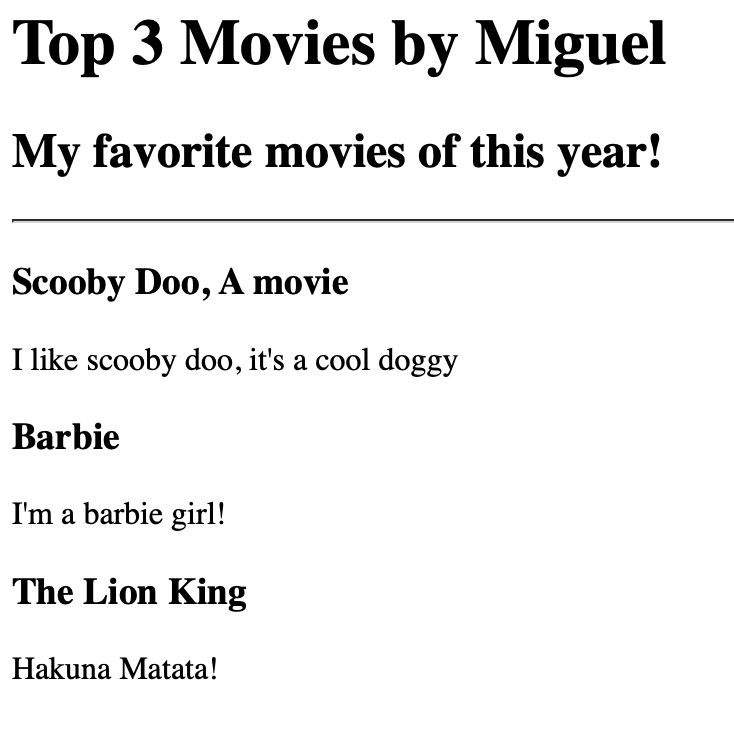 Top 3 Movies by Miguel
My favorite movies of this year!
Scooby Doo, A movie
I like scooby doo, it's a cool doggy
Barbie
I'm a barbie girl!
The Lion King
Hakuna Matata!